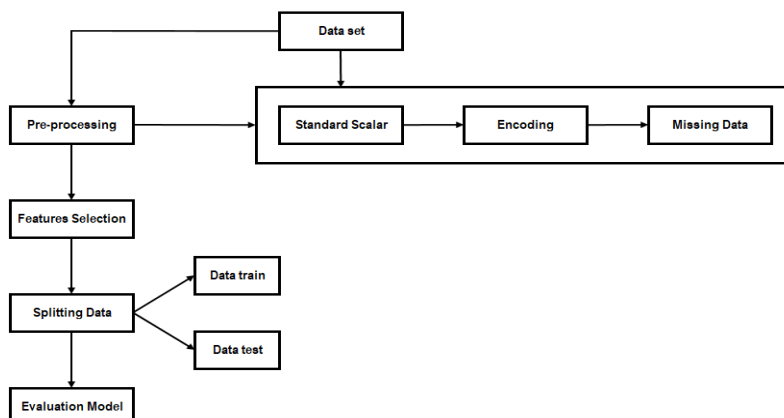 Data set
Pre-processing
Standard Scalar
Encoding
Missing Data
Features Selection
Data train
Splitting Data
Data test
Evaluation Model